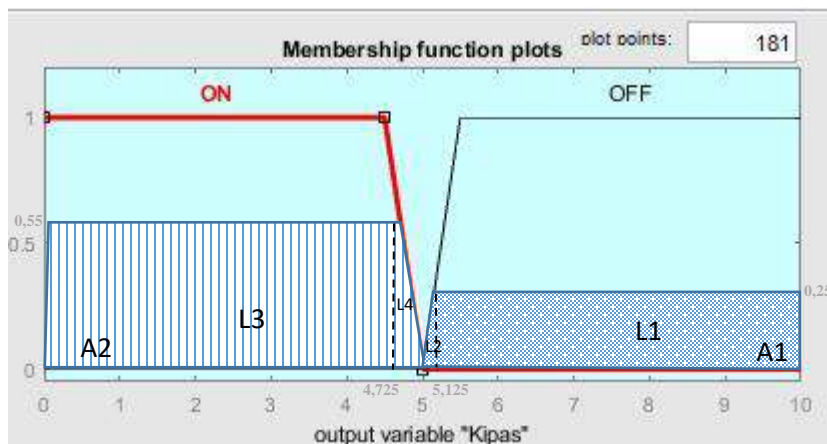 Membership function plots
plot points:
181
ON
OFF
1
0,55
0.5
0,25
L3
L4
L2
L1
A2
A1
0
4,725
5,125
0 1 2 3 4 5 6 7 8 9 10
output variable "Kipas"